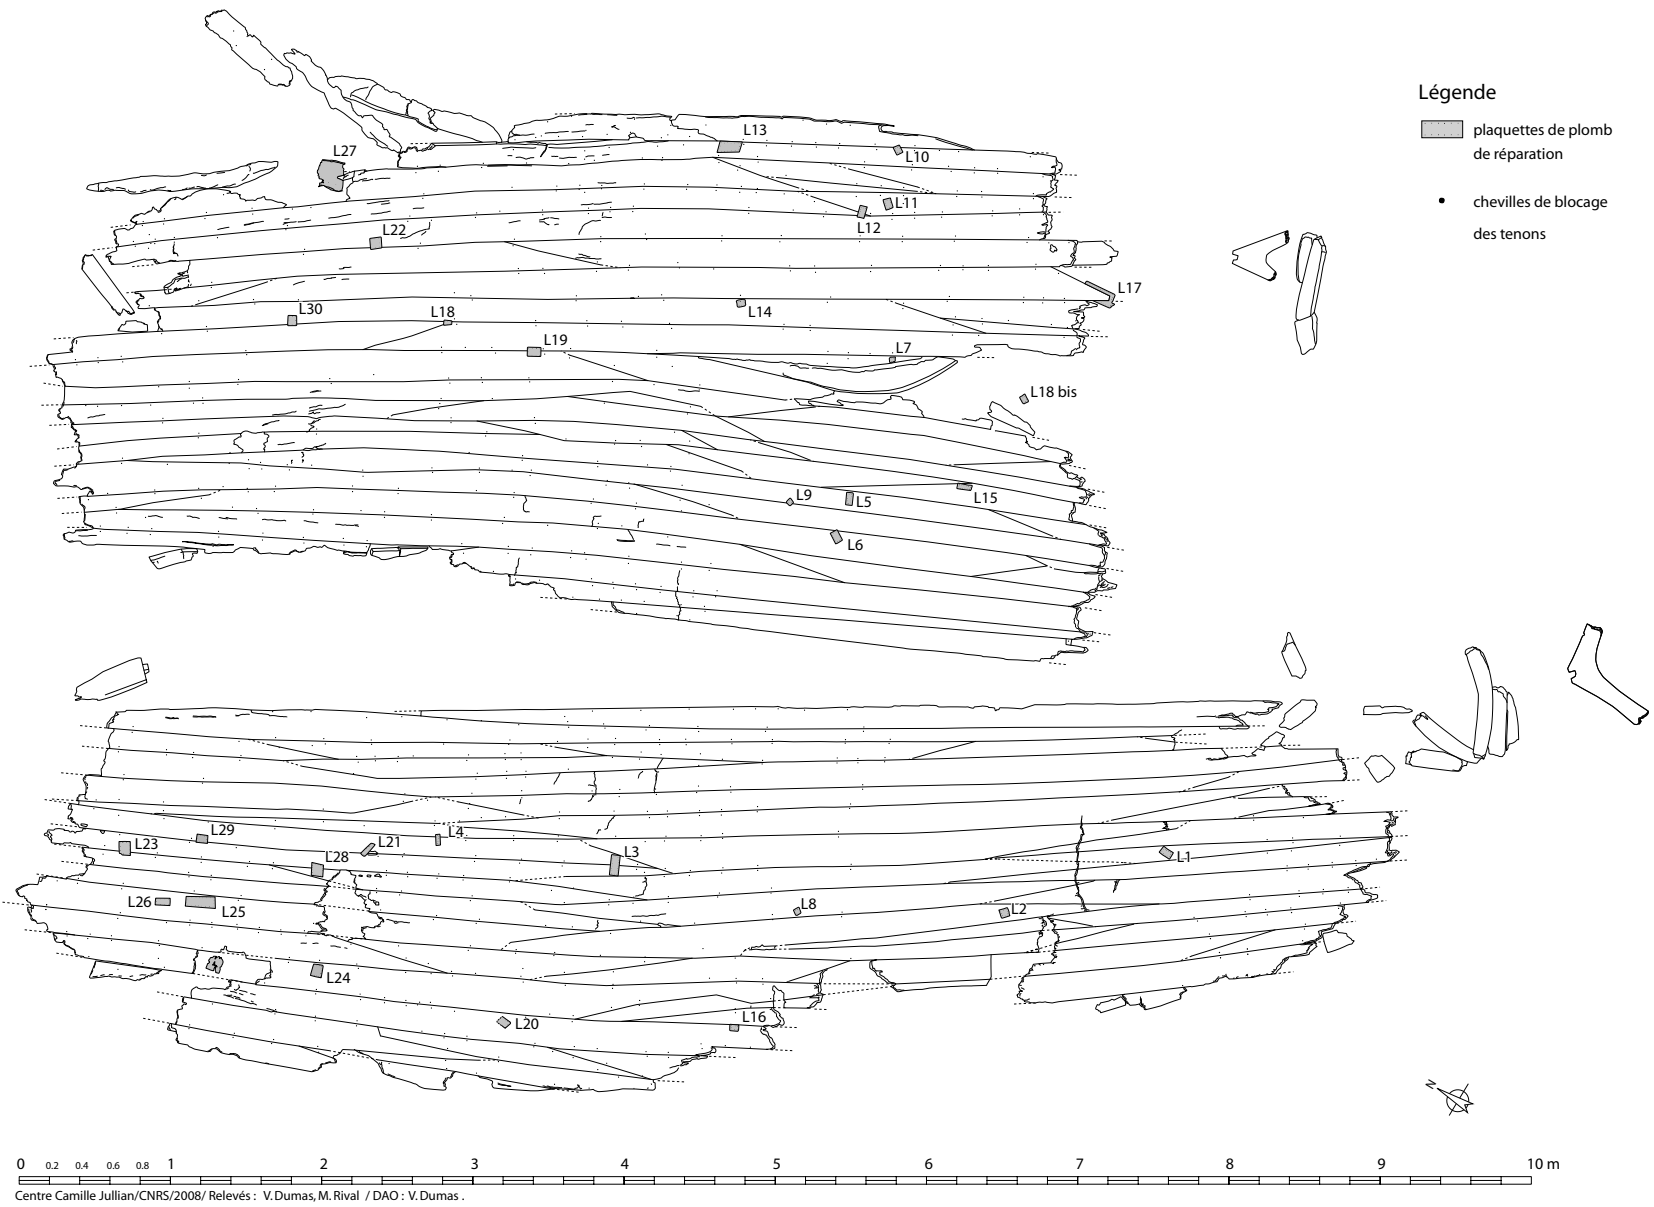 Légende
plaquettes de plomb
de réparation
chevilles de blocage
des tenons
L13
L10
L27
L11
L12
L22
L17
L30
L18
L14
L19
L7
L18 bis
L9
L5
L15
L6
L29
L4
L23
L21
L28
L3
L1
L26
L25
L8
L2
L24
L20
L16
N
0 0.2 0.4 0.6 0.8 1 2 3 4 5 6 7 8 9 10 m
Centre Camille Jullian/CNRS/2008/ Relevés : V. Dumas, M. Rival / DAO : V. Dumas .